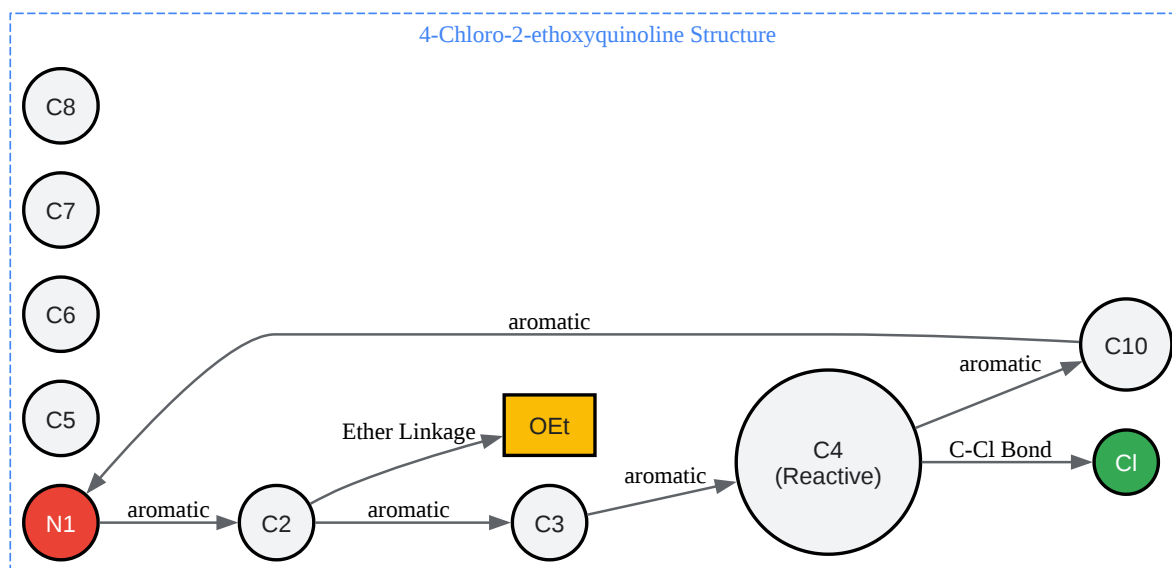 4-Chloro-2-ethoxyquinoline Structure
C8
C7
C6
aromatic
C10
aromatic
C5
OEt
Ether Linkage
C4
(Reactive)
C-Cl Bond
Cl
aromatic
N1
aromatic
C2
aromatic
C3